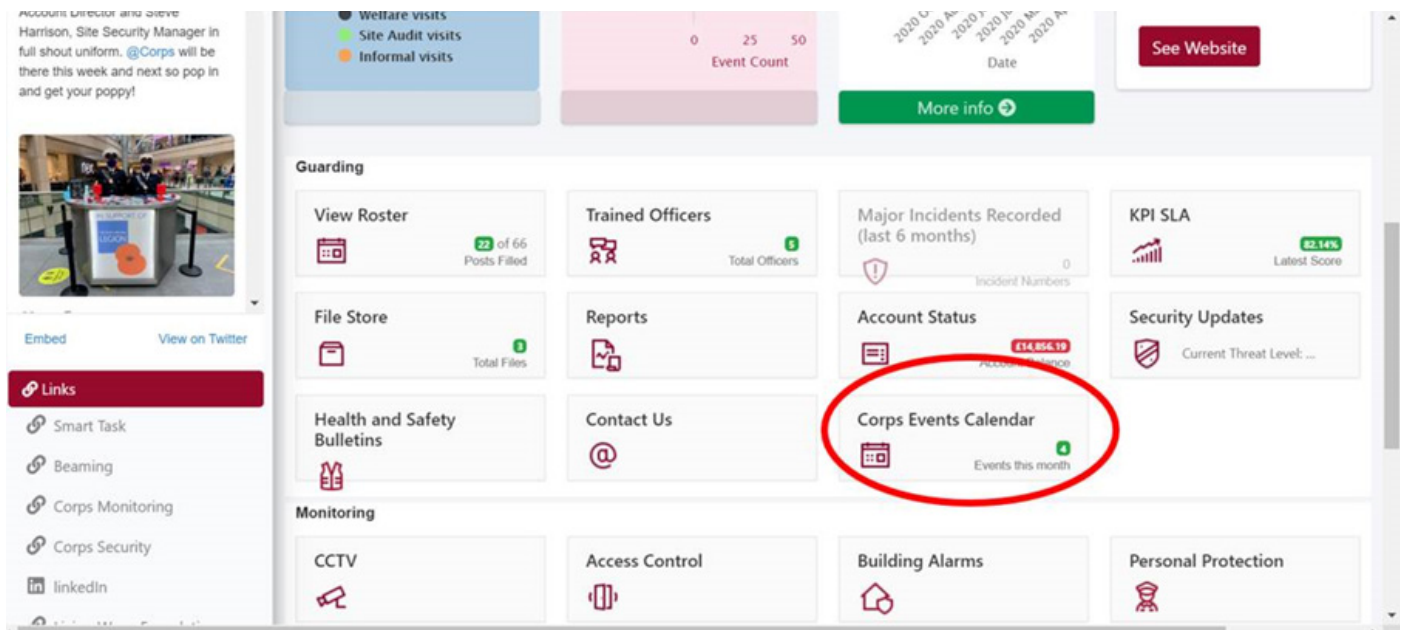 Account Director and Steve
Harrison, Site Security Manager in
full shout uniform. @Corps will be
there this week and next so pop in
and get your poppy!
IN SUPPORT OF
LEGION
Embed
View on Twitter
Links
Smart Task
Beaming
Corps Monitoring
Corps Security
linkedIn
Welfare visits
Site Audit visits
Informal visits
0 25 50
Event Count
Date
More info
See Website
Guarding
View Roster
22 of 66
Posts Filled
Trained Officers
5
Total Officers
Major Incidents Recorded
(last 6 months)
0
Incident Numbers
KPI SLA
82.14%
Latest Score
File Store
3
Total Files
Reports
Account Status
£14,856.19
Account Balance
Security Updates
Current Threat Level: ...
Health and Safety
Bulletins
Contact Us
Corps Events Calendar
4
Events this month
Monitoring
CCTV
Access Control
Building Alarms
Personal Protection